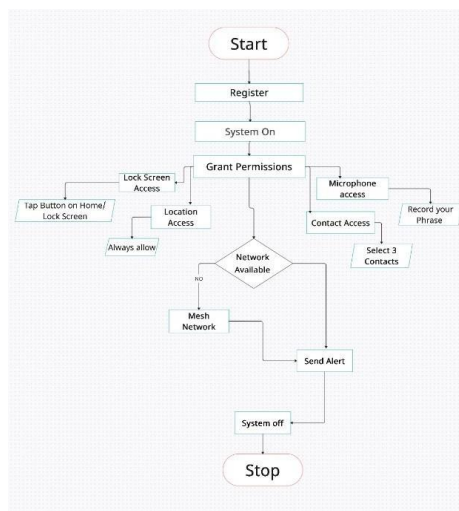 Start
Register
System On
Grant Permissions
Lock Screen
Access
Tap Button on Home/
Lock Screen
Location
Access
Always allow
Microphone
access
Record your
Phrase
Contact Access
Select 3
Contacts
Network
Available
NO
Mesh
Network
Send Alert
System off
Stop